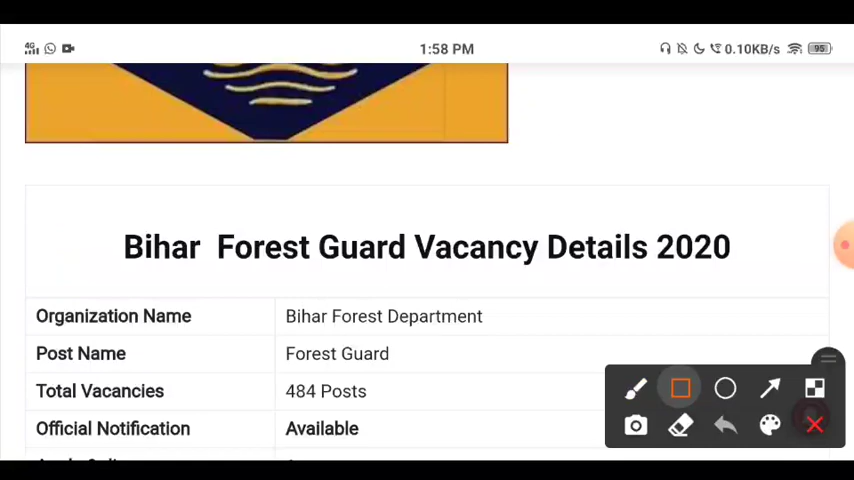 4G 1:58 PM 0.10KB/s 95
Bihar Forest Guard Vacancy Details 2020
Organization Name Bihar Forest Department
Post Name Forest Guard
Total Vacancies 484 Posts
Official Notification Available